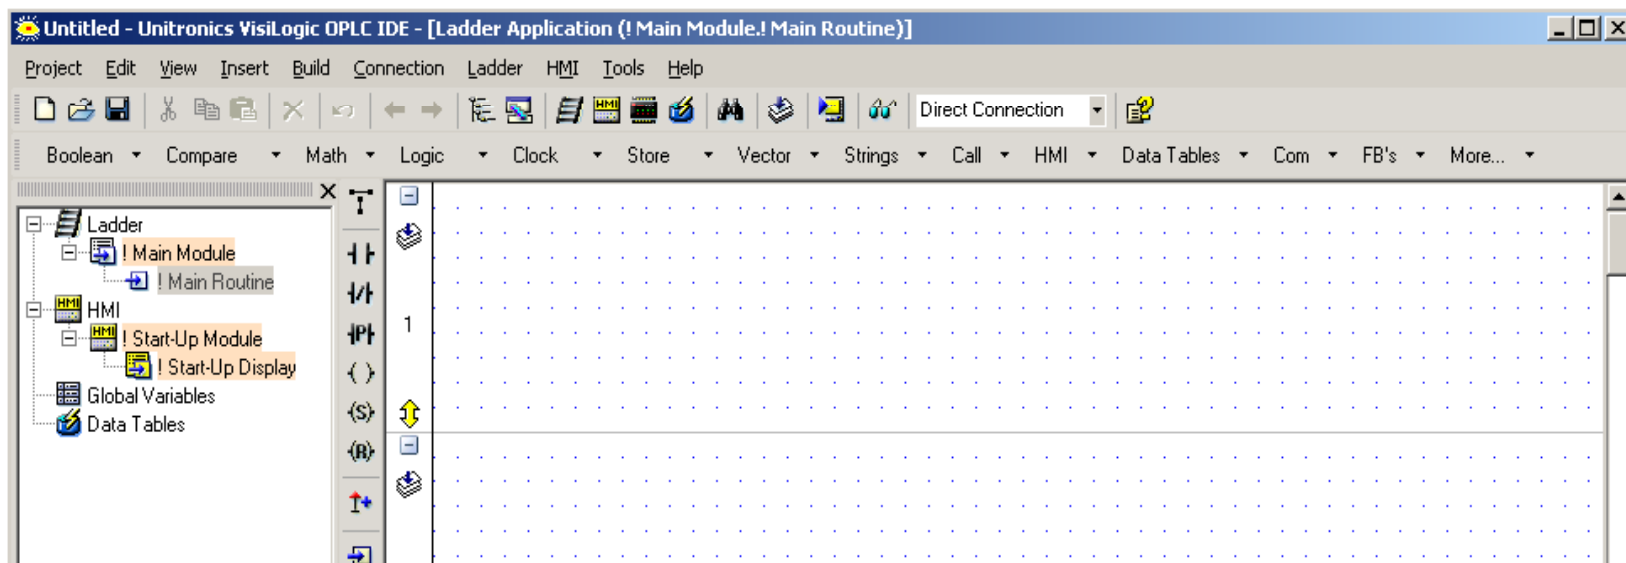 Untitled - Unitronics VisiLogic OPLC IDE - [Ladder Application (! Main Module.! Main Routine)]
Project Edit View Insert Build Connection Ladder HMI Tools Help
HMI Direct Connection
Boolean Compare Math Logic Clock Store Vector Strings Call HMI Data Tables Com FB's More...
Ladder
! Main Module
! Main Routine
HMI HMI
HMI ! Start-Up Module
! Start-Up Display
Global Variables
Data Tables
P
(S)
(R)
1